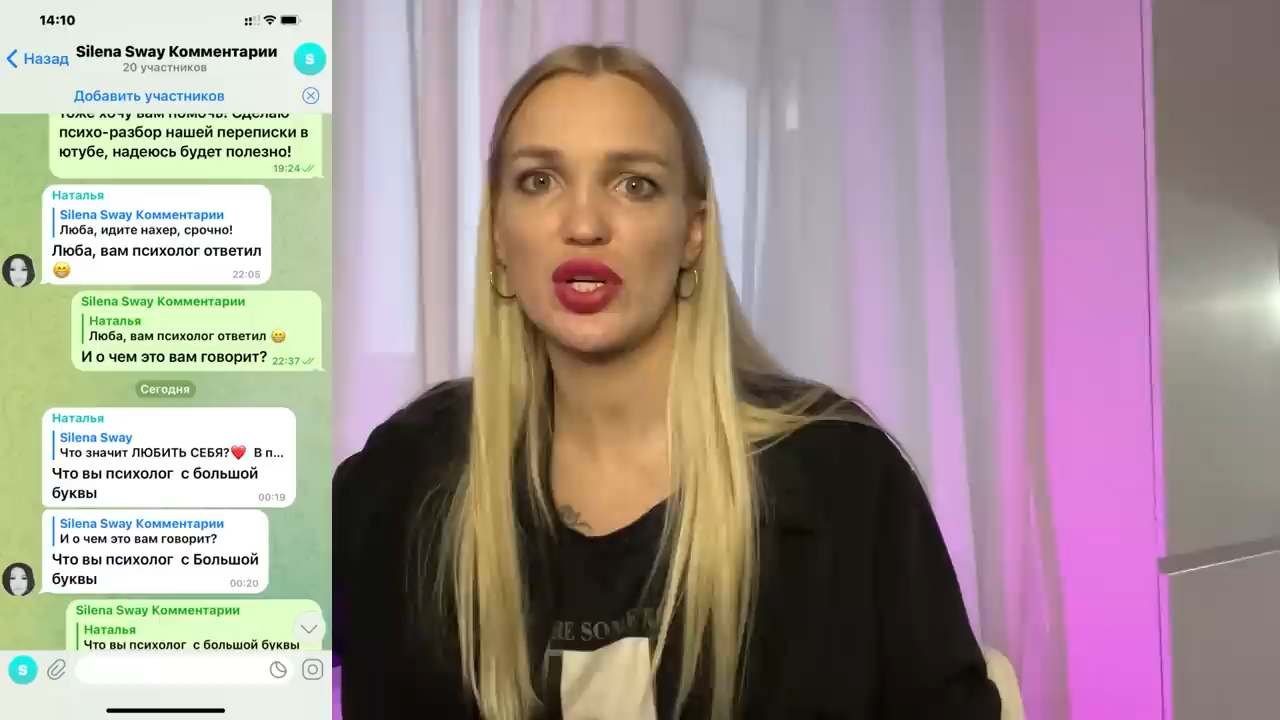 14:10
Назад
Silena Sway Комментарии
20 участников
S
Добавить участников
тоже хочу вам помочь! Сделаю
психо-разбор нашей переписки в
ютубе, надеюсь будет полезно!
19:24
Наталья
Silena Sway Комментарии
Люба, идите нахер, срочно!
Люба, вам психолог ответил
😁
22:05
Silena Sway Комментарии
Наталья
Люба, вам психолог ответил 😁
И о чем это вам говорит?
22:37
Сегодня
Наталья
Silena Sway
Что значит ЛЮБИТЬ СЕБЯ?❤️ В п...
Что вы психолог с большой
буквы
00:19
Silena Sway Комментарии
И о чем это вам говорит?
Что вы психолог с Большой
буквы
00:20
Silena Sway Комментарии
Наталья
Что вы психолог с большой буквы
S